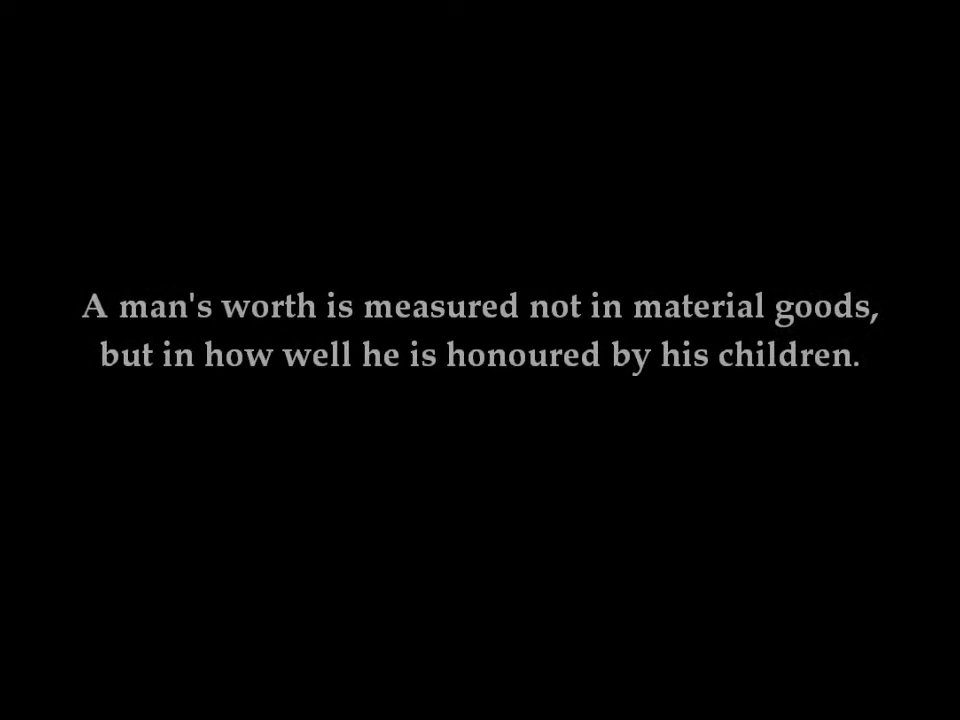 A man's worth is measured not in material goods,
but in how well he is honoured by his children.